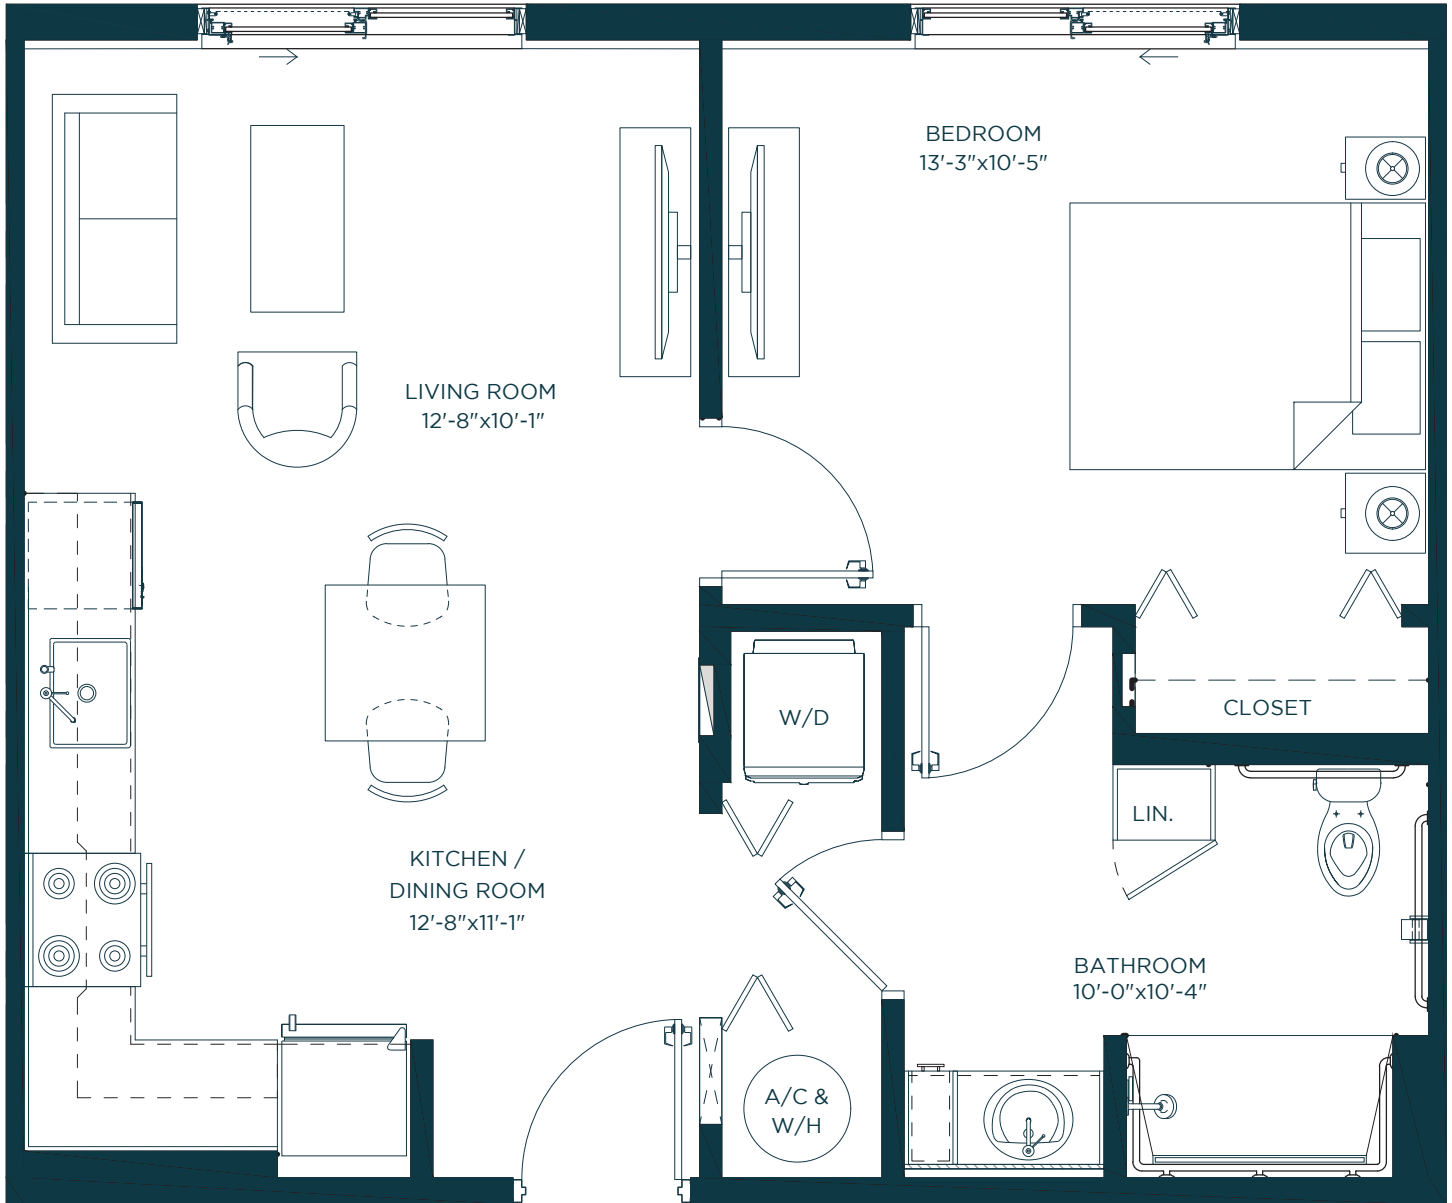 BEDROOM
13'-3"x10'-5"
LIVING ROOM
12'-8"x10'-1"
W/D
CLOSET
LIN.
KITCHEN /
DINING ROOM
12'-8"x11'-1"
BATHROOM
10'-0"x10'-4"
A/C &
W/H